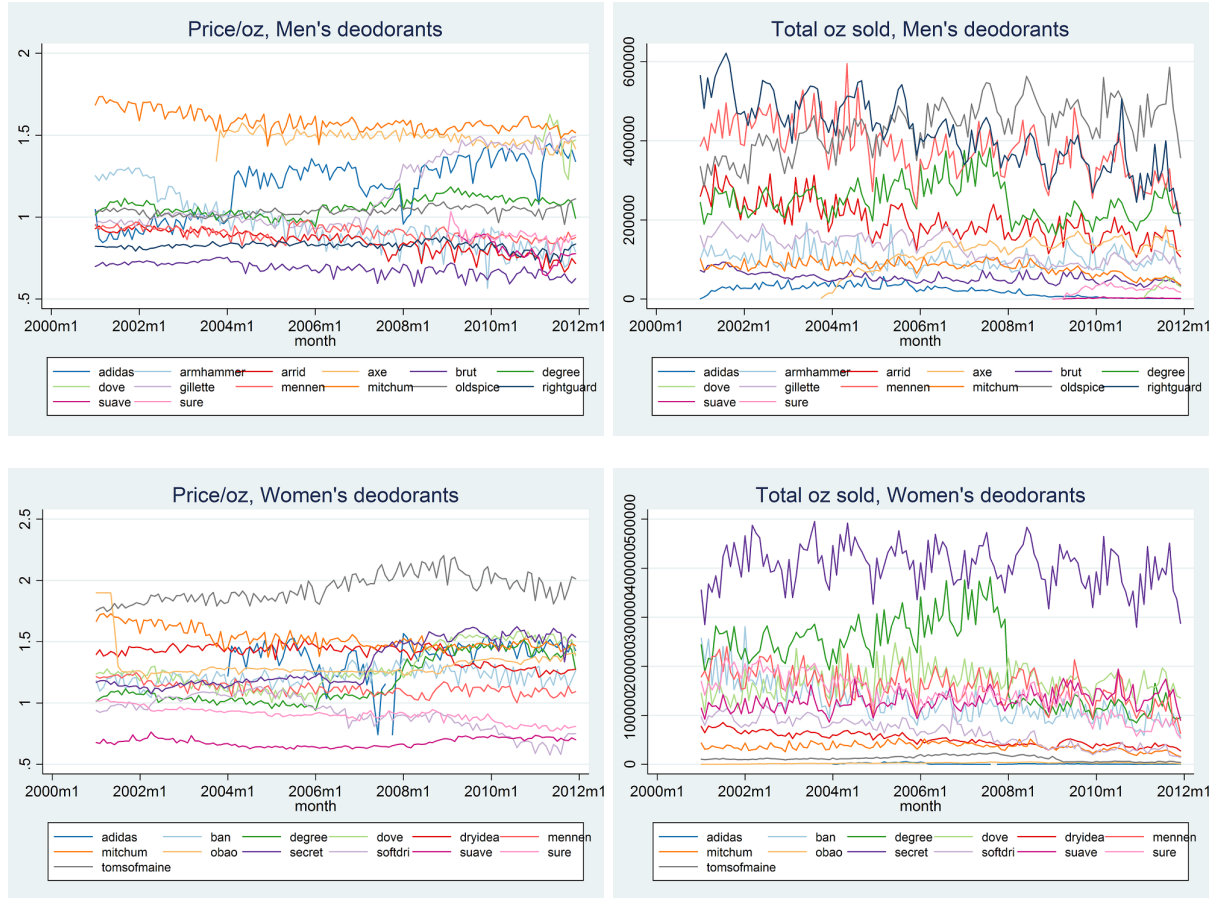 Price/oz, Men's deodorants
2
1.5
1
.5
2000m1 2002m1 2004m1 2006m1 2008m1 2010m1 2012m1
month
adidas armhammer arrid axe brut degree
dove gillette mennen mitchum oldspice rightguard
suave sure
Total oz sold, Men's deodorants
600000
400000
200000
0
2000m1 2002m1 2004m1 2006m1 2008m1 2010m1 2012m1
month
adidas armhammer arrid axe brut degree
dove gillette mennen mitchum oldspice rightguard
suave sure
Price/oz, Women's deodorants
2.5
2
1.5
1
.5
2000m1 2002m1 2004m1 2006m1 2008m1 2010m1 2012m1
month
adidas ban degree dove dryidea mennen
mitchum obao secret softdri suave sure
tomsofmaine
Total oz sold, Women's deodorants
500000
400000
300000
200000
100000
0
2000m1 2002m1 2004m1 2006m1 2008m1 2010m1 2012m1
month
adidas ban degree dove dryidea mennen
mitchum obao secret softdri suave sure
tomsofmaine